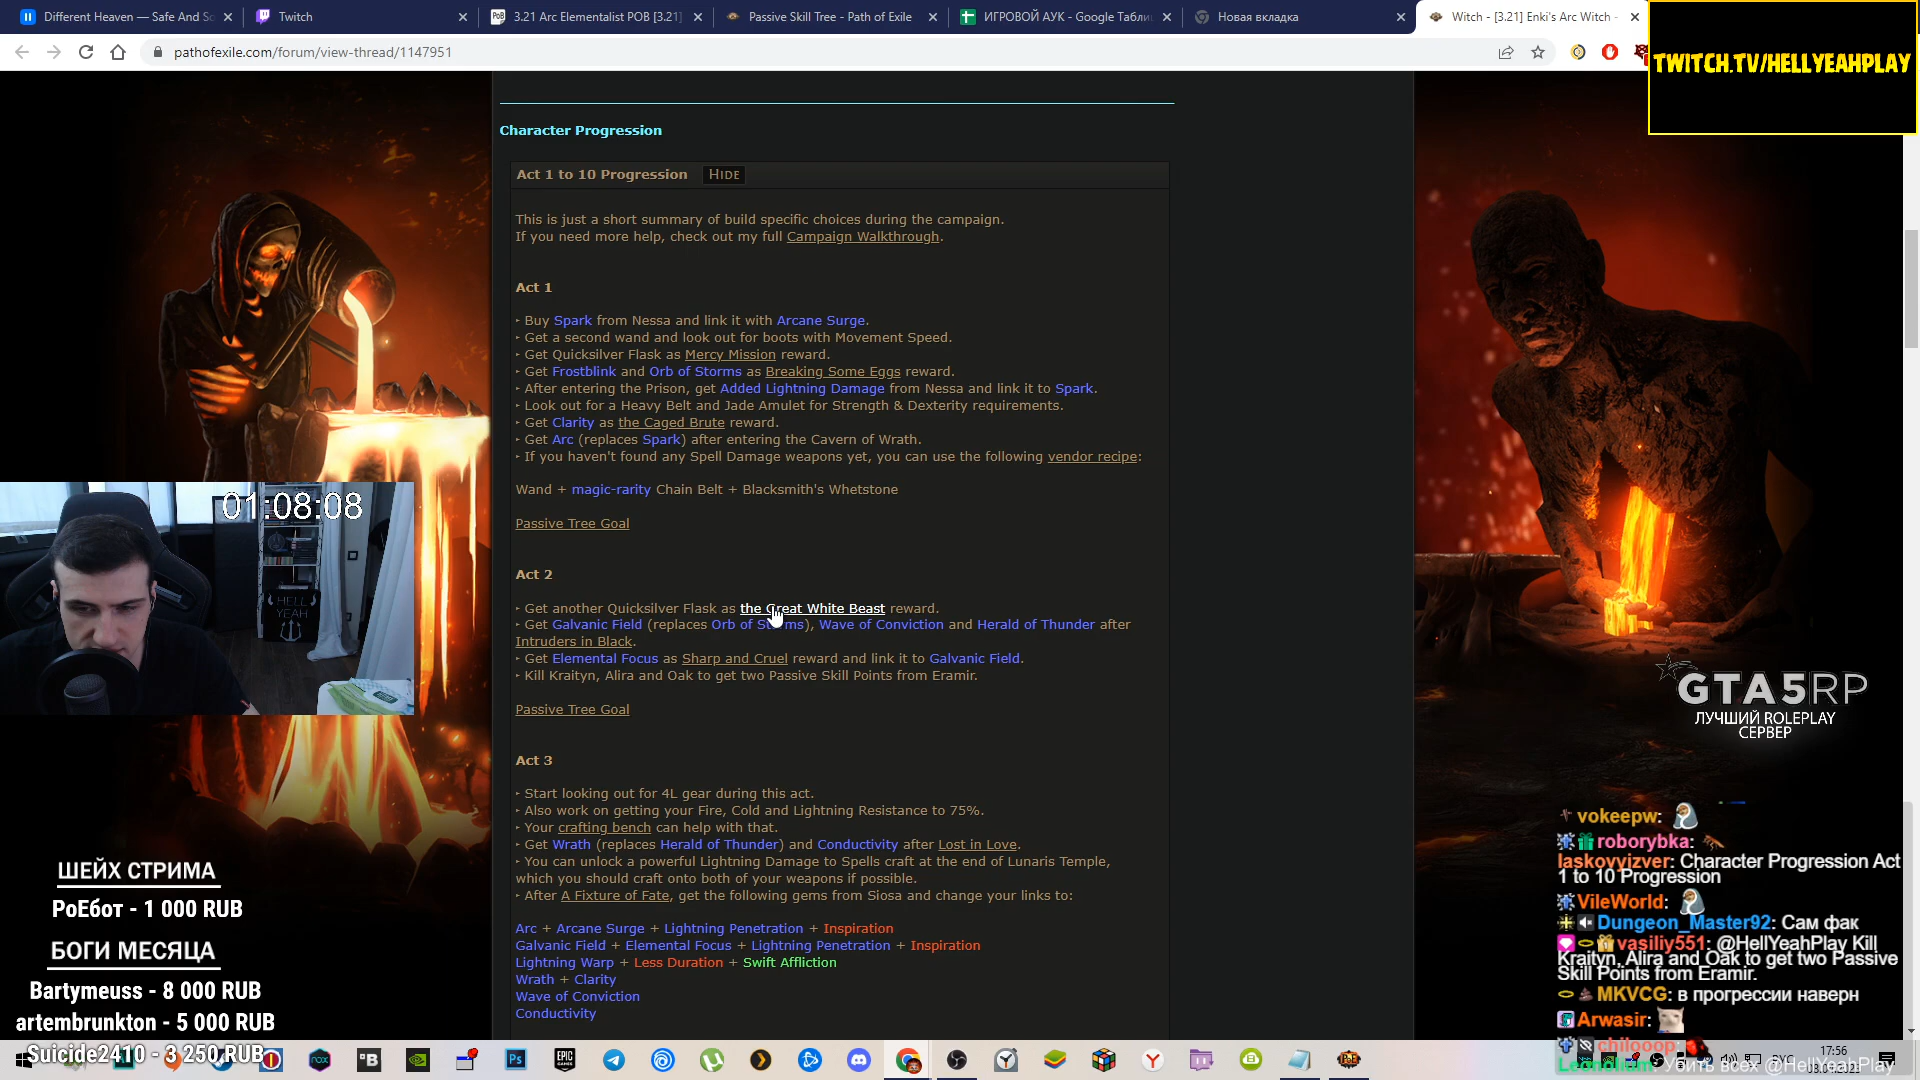 Different Heaven — Safe And So
Twitch
3.21 Arc Elementalist POB [3.21]
Passive Skill Tree - Path of Exile
ИГРОВОЙ АУК - Google Таблиц
Новая вкладка
Witch - [3.21] Enki's Arc Witch -
pathofexile.com/forum/view-thread/1147951
TWITCH.TV/HELLYEAHPLAY
Character Progression
Act 1 to 10 Progression HIDE
This is just a short summary of build specific choices during the campaign.
If you need more help, check out my full Campaign Walkthrough.
Act 1
‣ Buy Spark from Nessa and link it with Arcane Surge.
‣ Get a second wand and look out for boots with Movement Speed.
‣ Get Quicksilver Flask as Mercy Mission reward.
‣ Get Frostblink and Orb of Storms as Breaking Some Eggs reward.
‣ After entering the Prison, get Added Lightning Damage from Nessa and link it to Spark.
‣ Look out for a Heavy Belt and Jade Amulet for Strength & Dexterity requirements.
‣ Get Clarity as the Caged Brute reward.
‣ Get Arc (replaces Spark) after entering the Cavern of Wrath.
‣ If you haven't found any Spell Damage weapons yet, you can use the following vendor recipe:
Wand + magic-rarity Chain Belt + Blacksmith's Whetstone
Passive Tree Goal
Act 2
‣ Get another Quicksilver Flask as the Great White Beast reward.
‣ Get Galvanic Field (replaces Orb of Storms), Wave of Conviction and Herald of Thunder after
Intruders in Black.
‣ Get Elemental Focus as Sharp and Cruel reward and link it to Galvanic Field.
‣ Kill Kraityn, Alira and Oak to get two Passive Skill Points from Eramir.
Passive Tree Goal
Act 3
‣ Start looking out for 4L gear during this act.
‣ Also work on getting your Fire, Cold and Lightning Resistance to 75%.
‣ Your crafting bench can help with that.
‣ Get Wrath (replaces Herald of Thunder) and Conductivity after Lost in Love.
‣ You can unlock a powerful Lightning Damage to Spells craft at the end of Lunaris Temple,
which you should craft onto both of your weapons if possible.
‣ After A Fixture of Fate, get the following gems from Siosa and change your links to:
Arc + Arcane Surge + Lightning Penetration + Inspiration
Galvanic Field + Elemental Focus + Lightning Penetration + Inspiration
Lightning Warp + Less Duration + Swift Affliction
Wrath + Clarity
Wave of Conviction
Conductivity
01:08:08
HELL
YEAH
ШЕЙХ СТРИМА
РоЕбот - 1 000 RUB
БОГИ МЕСЯЦА
Bartymeuss - 8 000 RUB
artembrunkton - 5 000 RUB
Suicide2410 - 3 250 RUB
GTA5RP
ЛУЧШИЙ ROLEPLAY
СЕРВЕР
vokeepw:
roborybka:
laskovyizver: Character Progression Act
1 to 10 Progression
VileWorld:
Dungeon_Master92: Сам фак
vasiliy551: @HellYeahPlay Kill
Kraityn, Alira and Oak to get two Passive
Skill Points from Eramir.
MKVCG: в прогрессии наверн
Arwasir:
chilooop:
Leonolium: Убить всех @HellYeahPlay
17:56
РУС